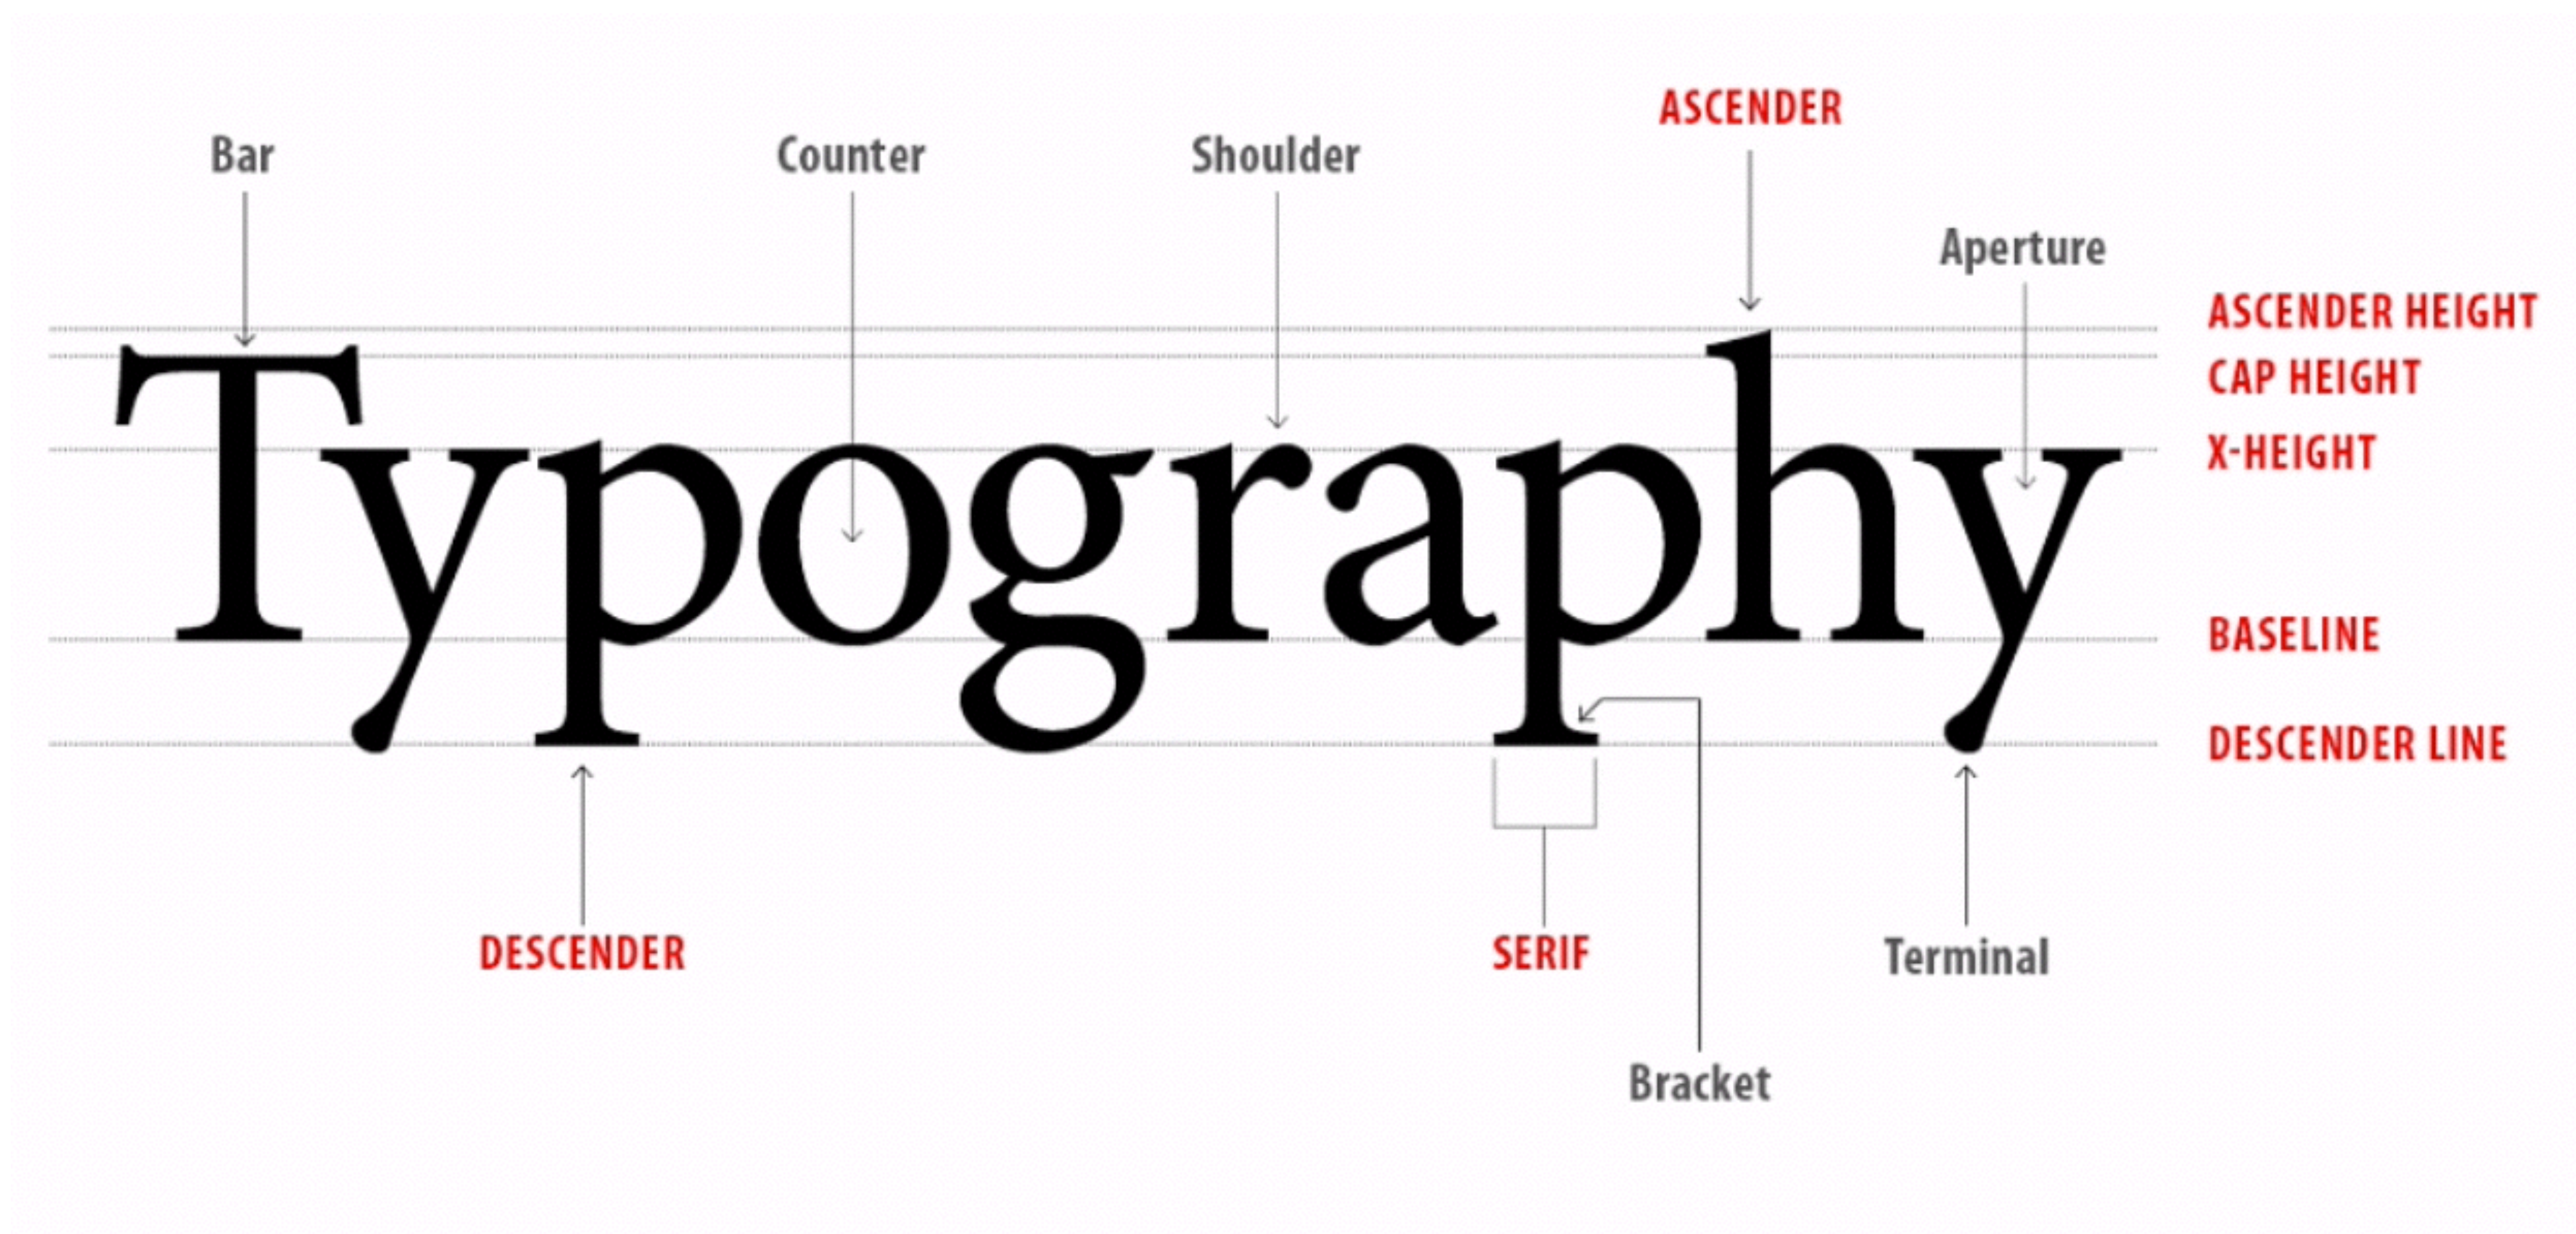 ASCENDER
Bar
Counter
Shoulder
Aperture
ASCENDER HEIGHT
CAP HEIGHT
X-HEIGHT
Typography
BASELINE
DESCENDER LINE
DESCENDER
SERIF
Terminal
Bracket